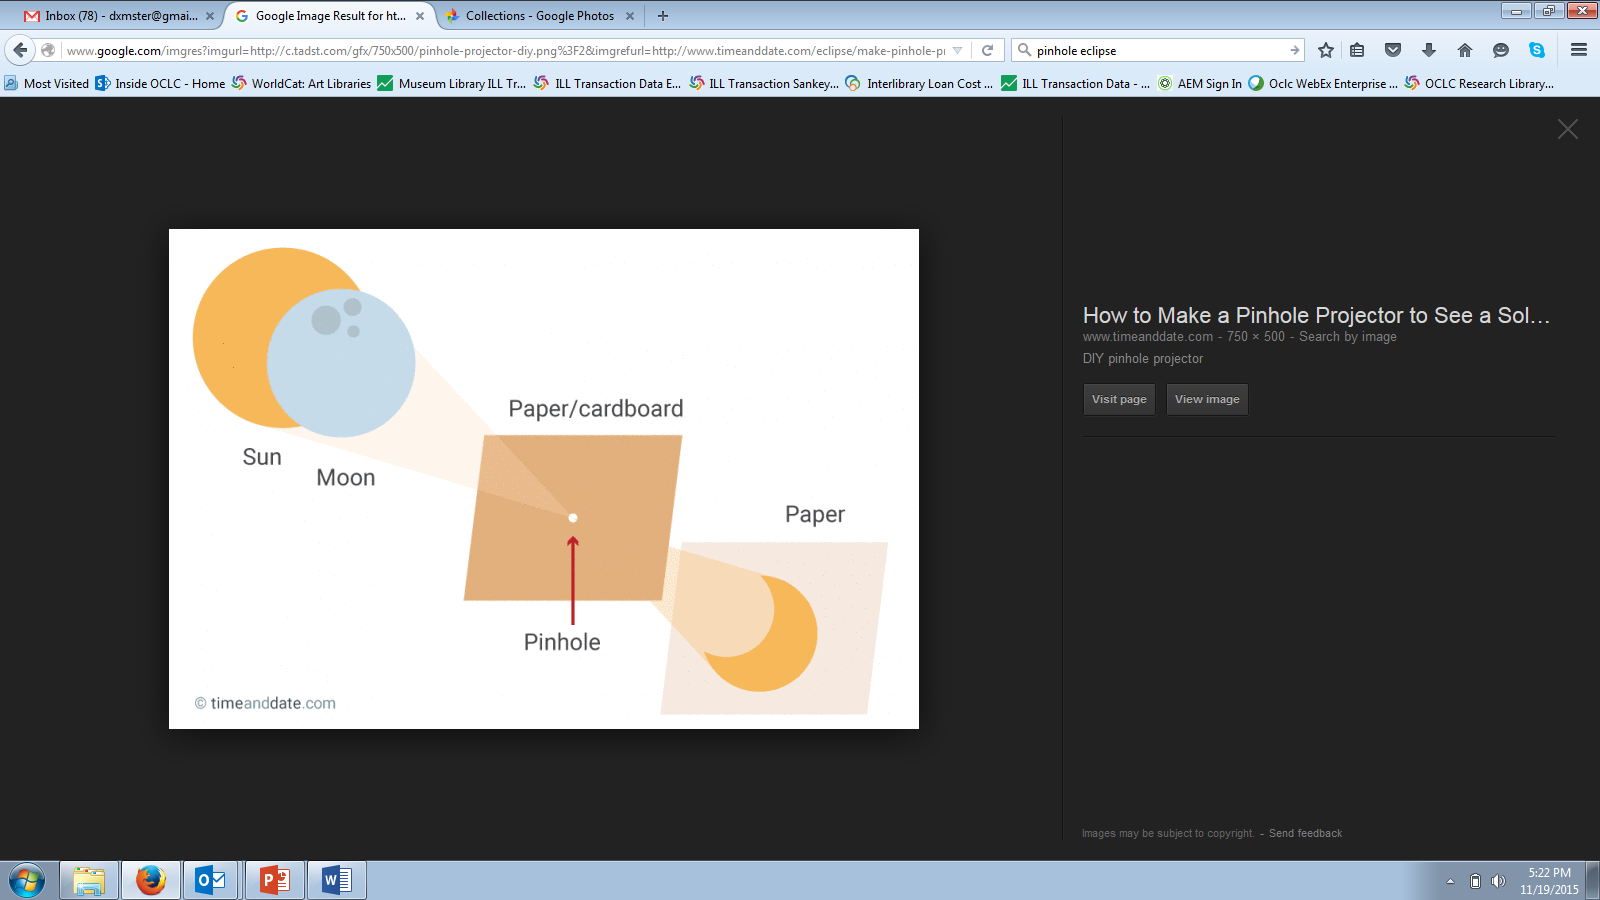 Inbox (78) - dxmster@gmai...
Google Image Result for ht...
Collections - Google Photos
www.google.com/imgres?imgurl=http://c.tadst.com/gfx/750x500/pinhole-projector-diy.png%3F2&imgrefurl=http://www.timeanddate.com/eclipse/make-pinhole-p
pinhole eclipse
Most Visited
Inside OCLC - Home
WorldCat: Art Libraries
Museum Library ILL Tr...
ILL Transaction Data E...
ILL Transaction Sankey...
Interlibrary Loan Cost ...
ILL Transaction Data - ...
AEM Sign In
Oclc WebEx Enterprise ...
OCLC Research Library...
Sun
Moon
Paper/cardboard
Pinhole
Paper
© timeanddate.com
How to Make a Pinhole Projector to See a Sol...
www.timeanddate.com - 750 × 500 - Search by image
DIY pinhole projector
Visit page
View image
Images may be subject to copyright. - Send feedback
5:22 PM
11/19/2015